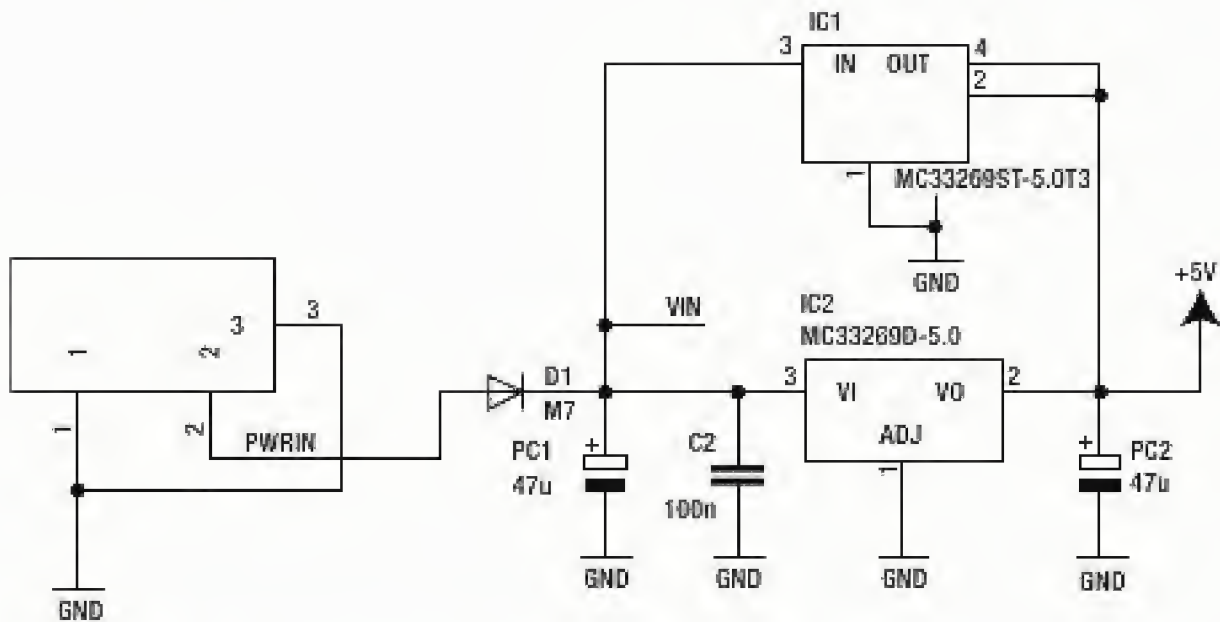 IC1
3
IN OUT
4
2
1
MC33269ST-5.0T3
GND
+5V
3
3
VIN
IC2
MC33269D-5.0
1
2
D1
M7
3
VI
VO
2
1
2
PWRIN
ADJ
+
PC1
47u
C2
100n
1
+
PC2
47u
GND
GND
GND
GND
GND